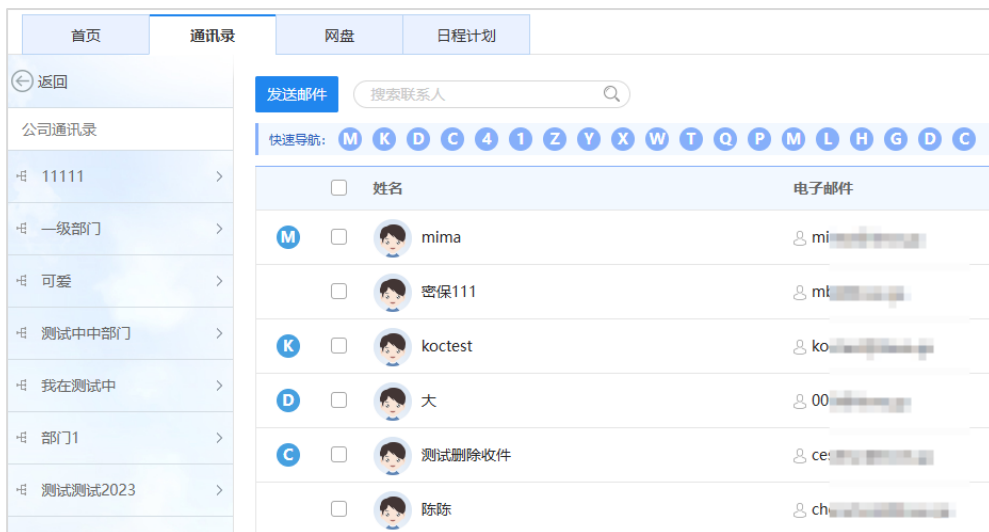 首页 通讯录 网盘 日程计划
返回
发送邮件 搜索联系人
公司通讯录
快速导航: M K D C 4 1 Z Y X W T Q P M L H G D C
姓名 电子邮件
11111
一级部门
可爱
测试中中部门
我在测试中
部门1
测试测试2023
M mima mi
密保111 mb
K koctest ko
D 大 00
C 测试删除收件 ces
陈陈 che